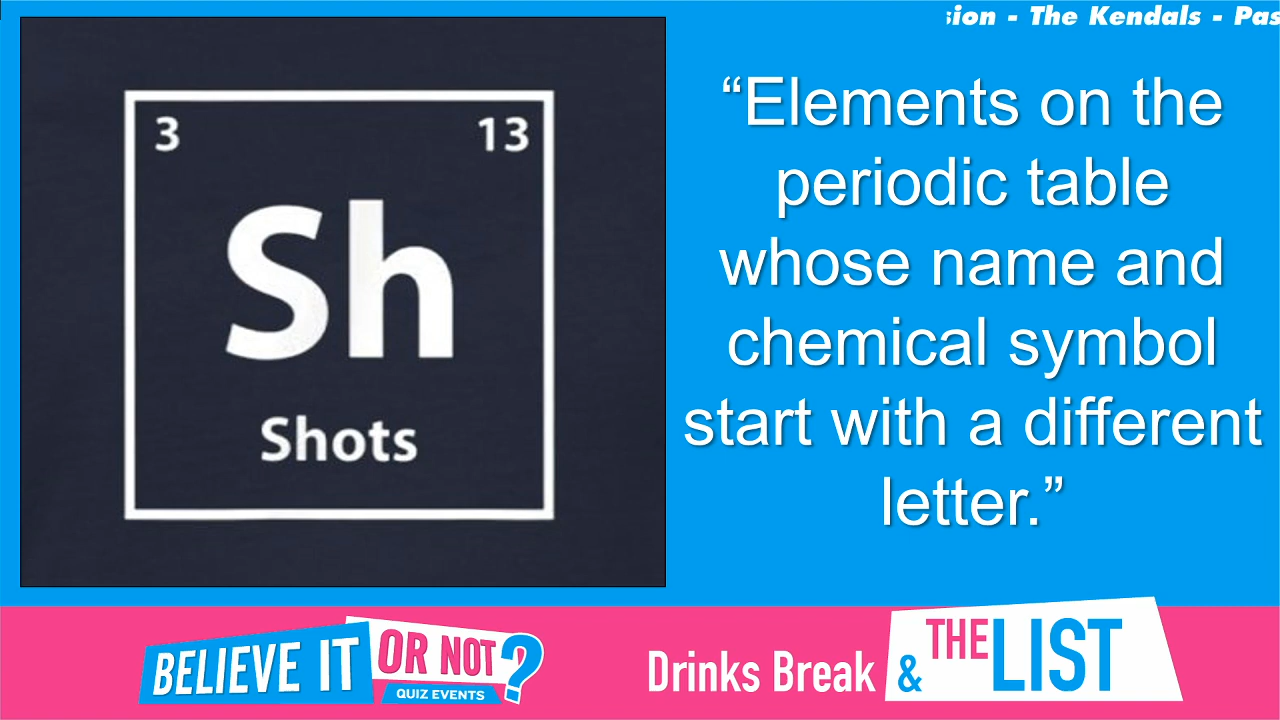 sion - The Kendals - Pas
3
13
Sh
Shots
“Elements on the
periodic table
whose name and
chemical symbol
start with a different
letter.”
BELIEVE IT OR NOT?
QUIZ EVENTS
Drinks Break & THE LIST